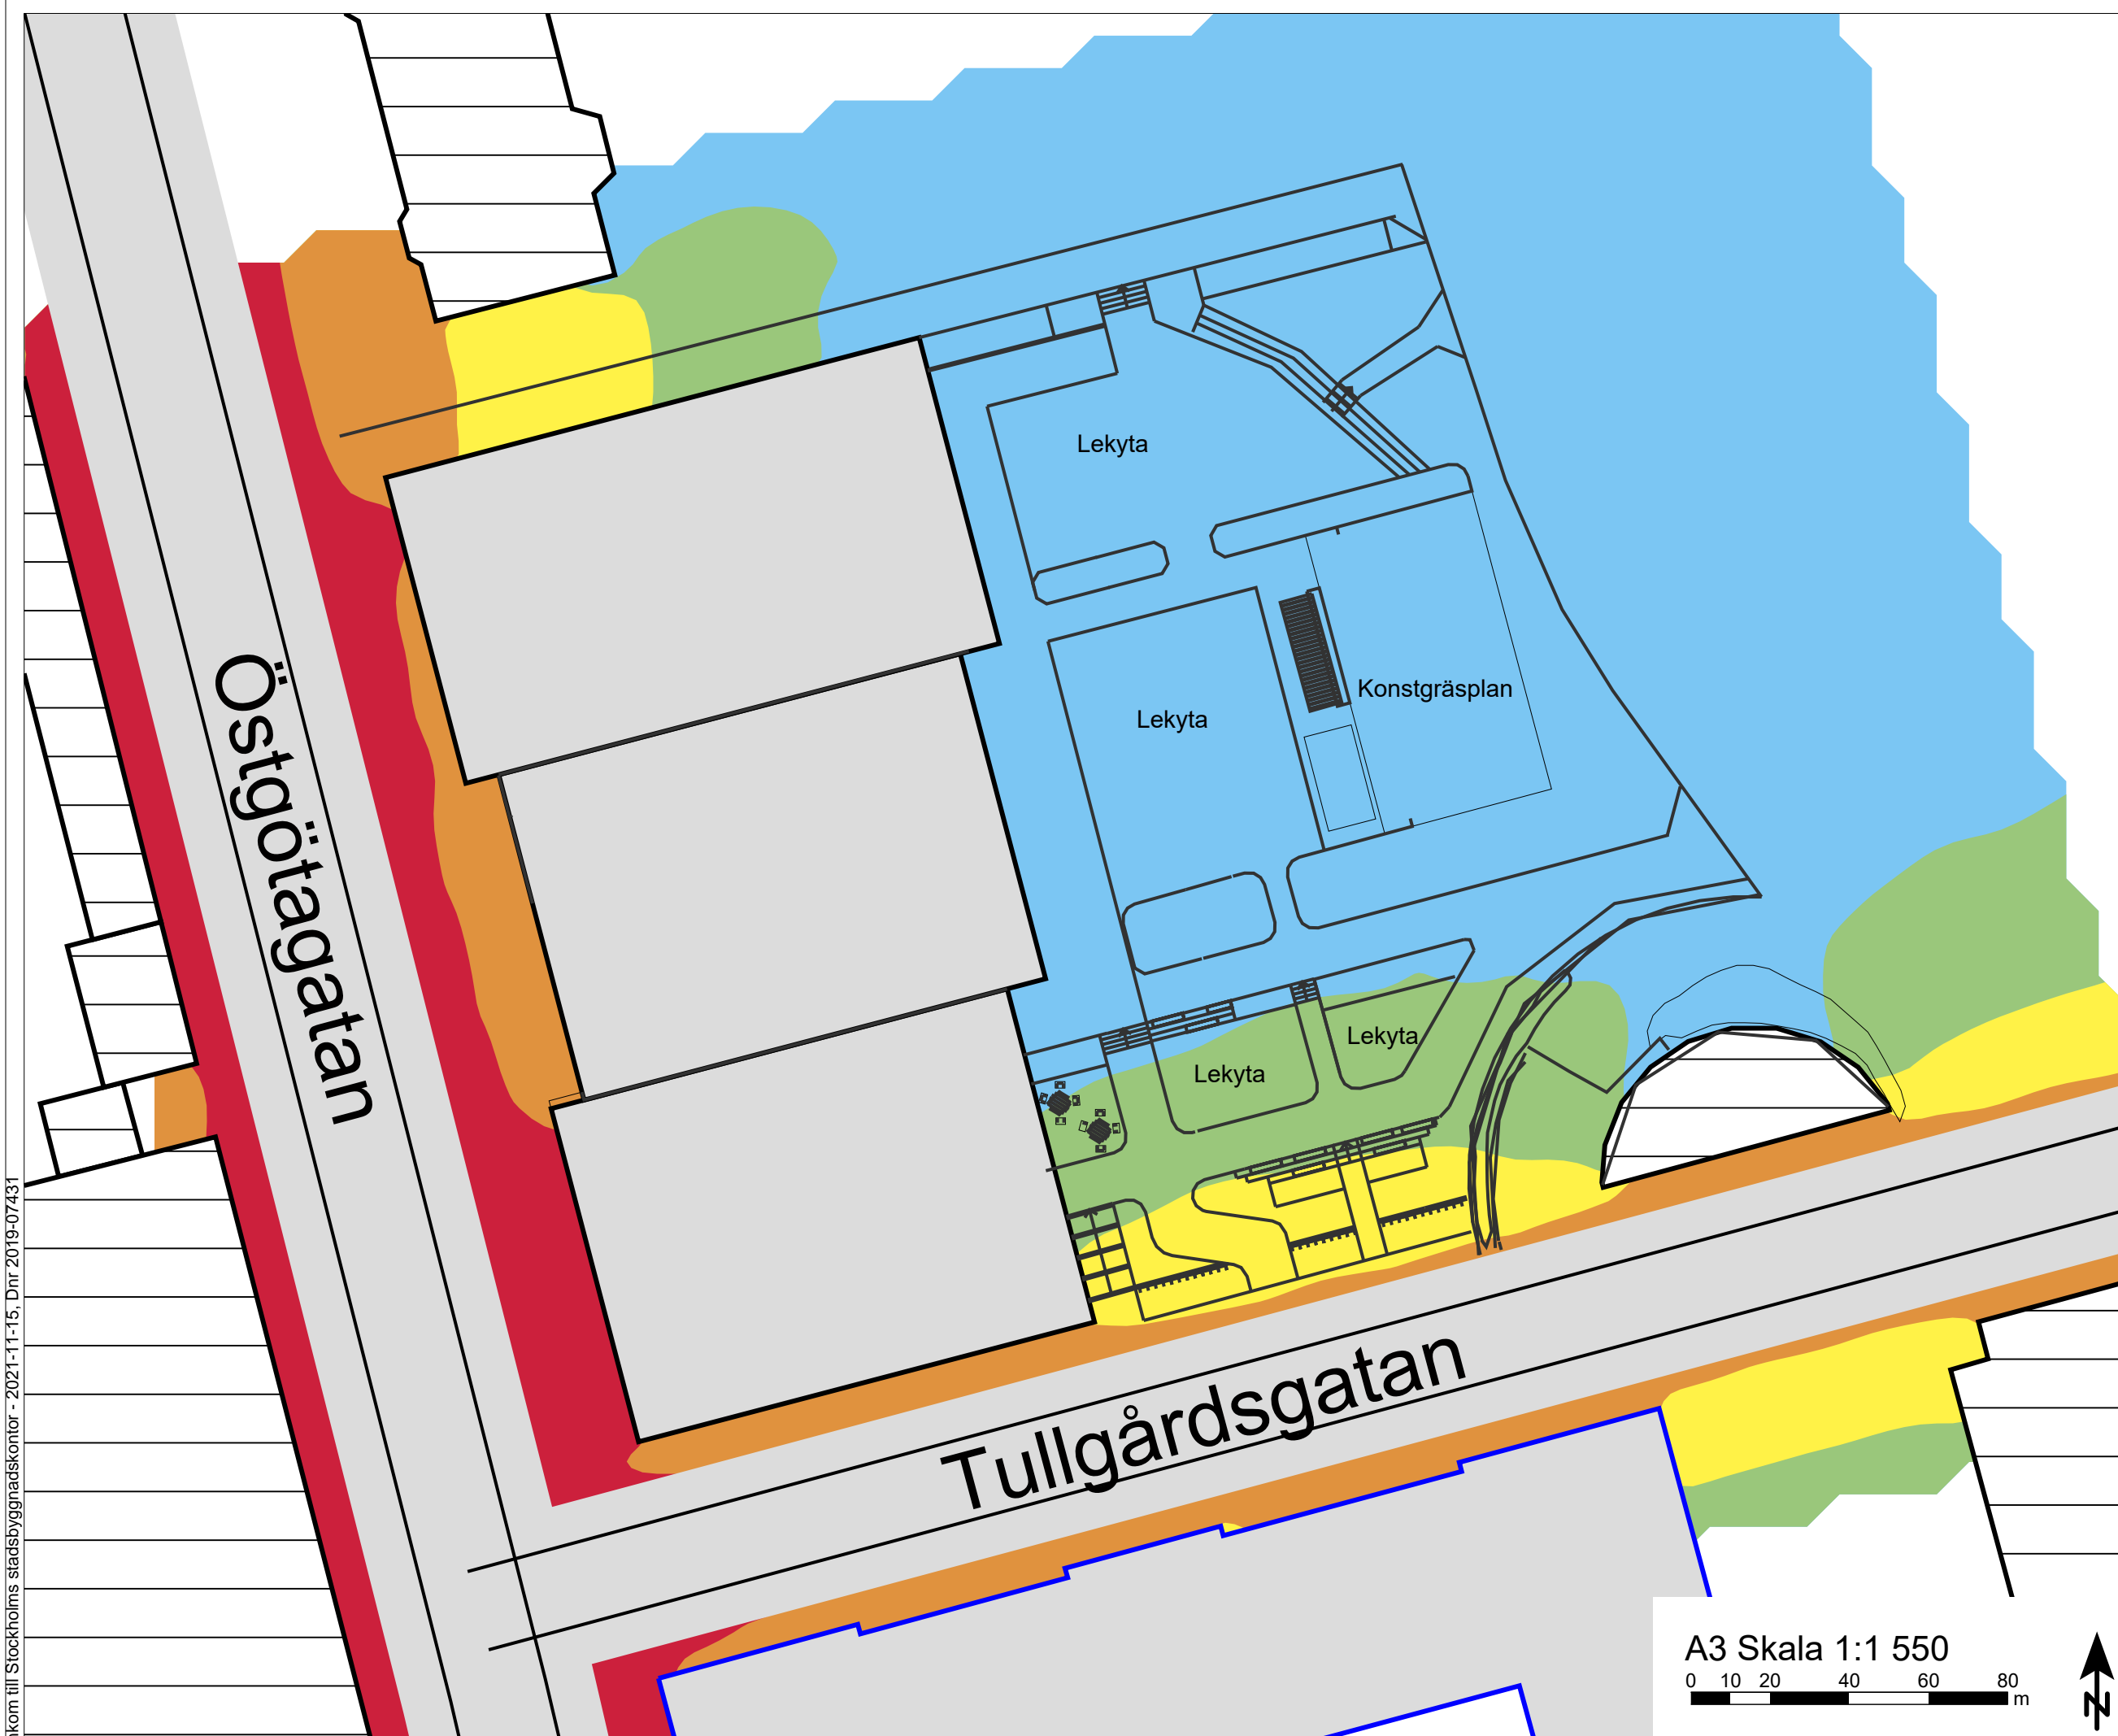 Lekyta
Konstgräsplan
Lekyta
Lekyta
Lekyta
Östgötagatan
Tullgårdsgatan
kom till Stockholms stadsbyggnadskontor - 2021-11-15, Dnr 2019-07431
A3 Skala 1:1 550
0 10 20 40 60 80
m
N